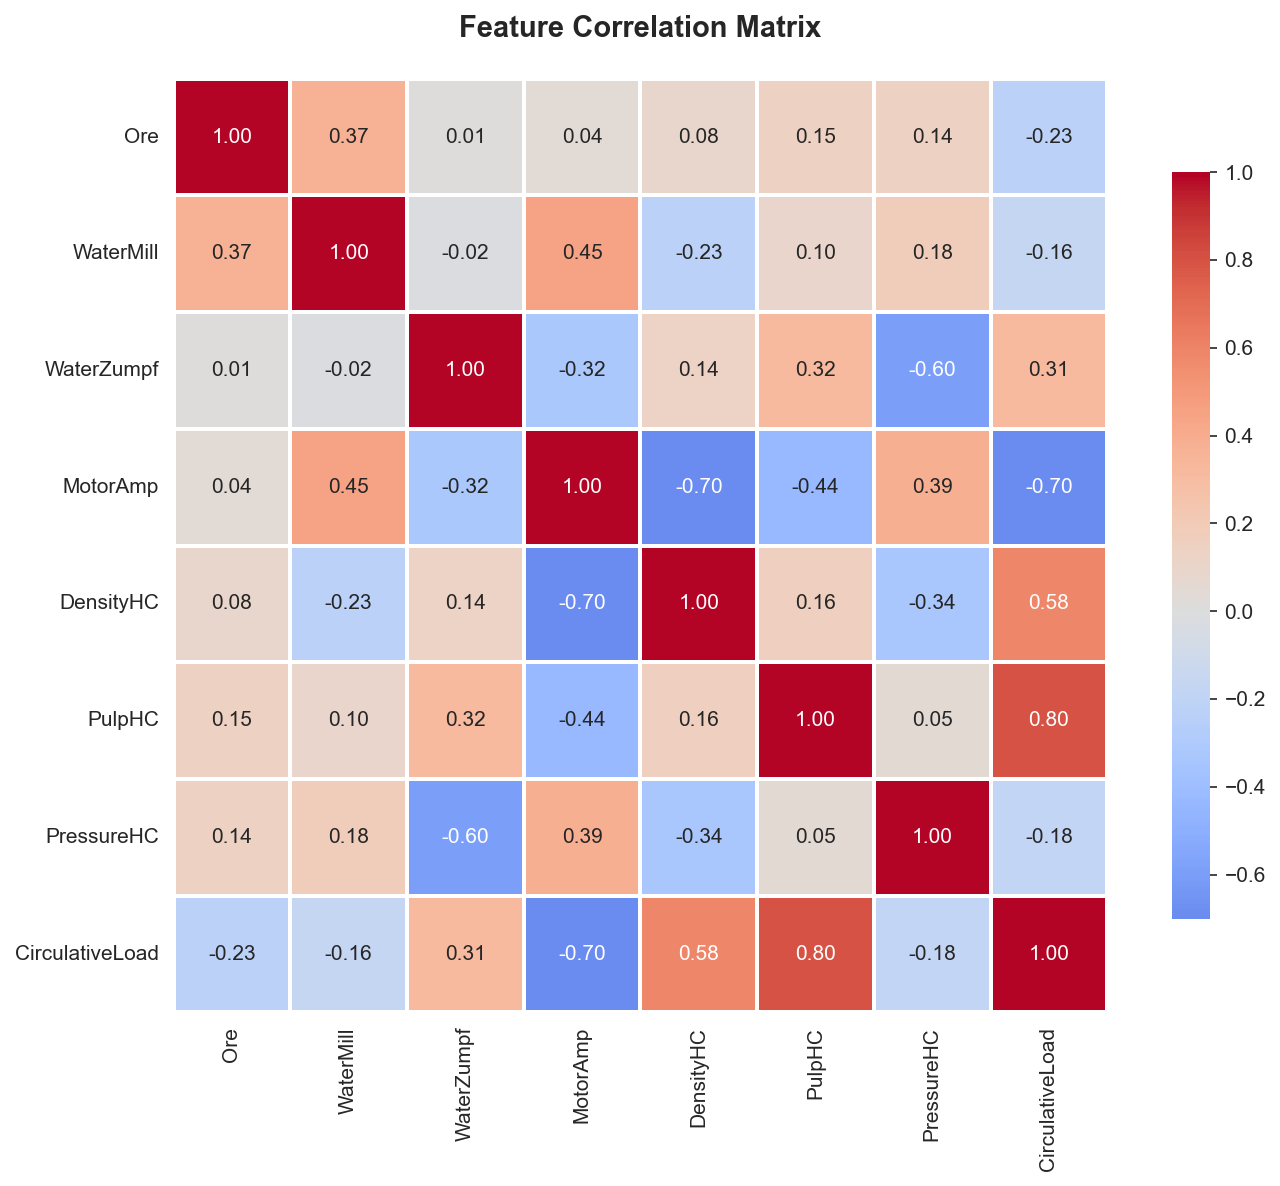 Feature Correlation Matrix
Ore 1.00 0.37 0.01 0.04 0.08 0.15 0.14 -0.23
WaterMill 0.37 1.00 -0.02 0.45 -0.23 0.10 0.18 -0.16
WaterZumpf 0.01 -0.02 1.00 -0.32 0.14 0.32 -0.60 0.31
MotorAmp 0.04 0.45 -0.32 1.00 -0.70 -0.44 0.39 -0.70
DensityHC 0.08 -0.23 0.14 -0.70 1.00 0.16 -0.34 0.58
PulpHC 0.15 0.10 0.32 -0.44 0.16 1.00 0.05 0.80
PressureHC 0.14 0.18 -0.60 0.39 -0.34 0.05 1.00 -0.18
CirculativeLoad -0.23 -0.16 0.31 -0.70 0.58 0.80 -0.18 1.00
Ore
WaterMill
WaterZumpf
MotorAmp
DensityHC
PulpHC
PressureHC
CirculativeLoad
1.0
0.8
0.6
0.4
0.2
0.0
−0.2
−0.4
−0.6